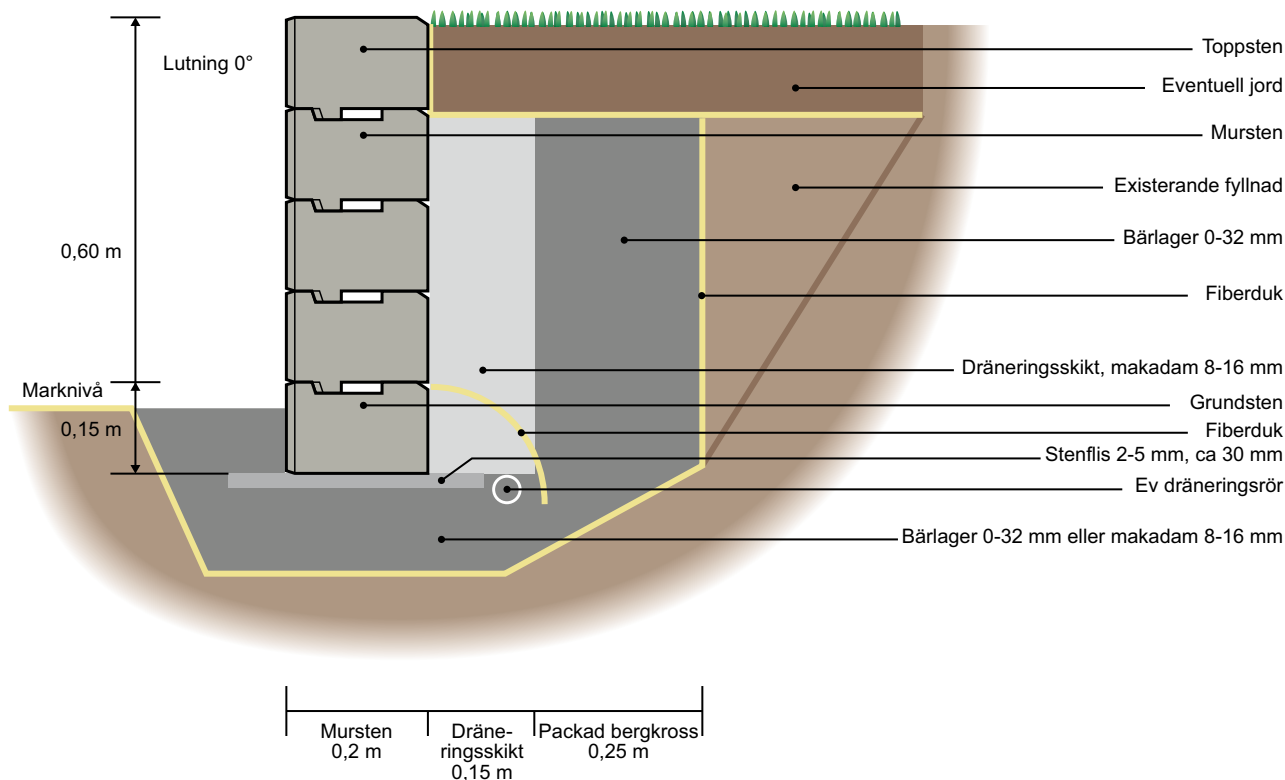 Lutning 0°
Toppsten
Eventuell jord
Mursten
Existerande fyllnad
Bärlager 0-32 mm
0,60 m
Fiberduk
Dräneringsskikt, makadam 8-16 mm
Marknivå
Grundsten
0,15 m
Fiberduk
Stenflis 2-5 mm, ca 30 mm
Ev dräneringsrör
Bärlager 0-32 mm eller makadam 8-16 mm
Mursten
0,2 m
Dräne-
ringsskikt
0,15 m
Packad bergkross
0,25 m